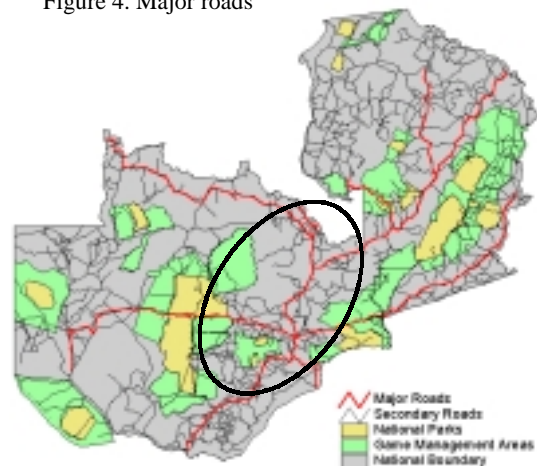 Figure 4. Major roads
Major Roads
Secondary Roads
National Parks
Game Management Areas
National Boundary